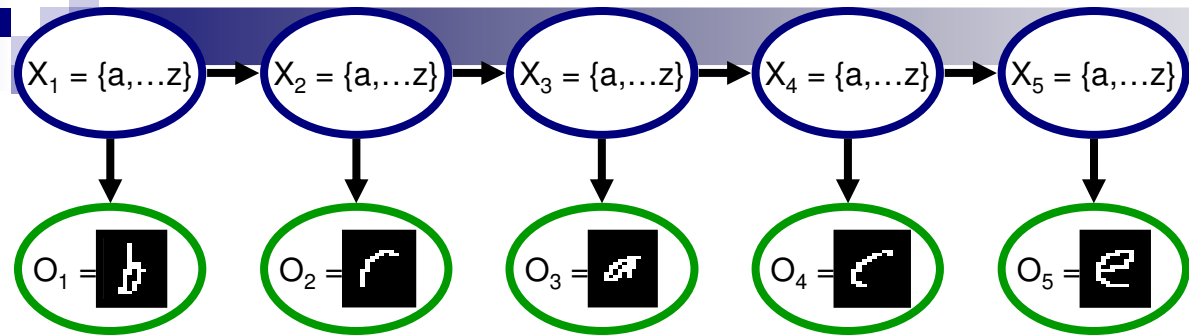 X₁ = {a,…z} X₂ = {a,…z} X₃ = {a,…z} X₄ = {a,…z} X₅ = {a,…z}
O₁ = b O₂ = r O₃ = a O₄ = c O₅ = e